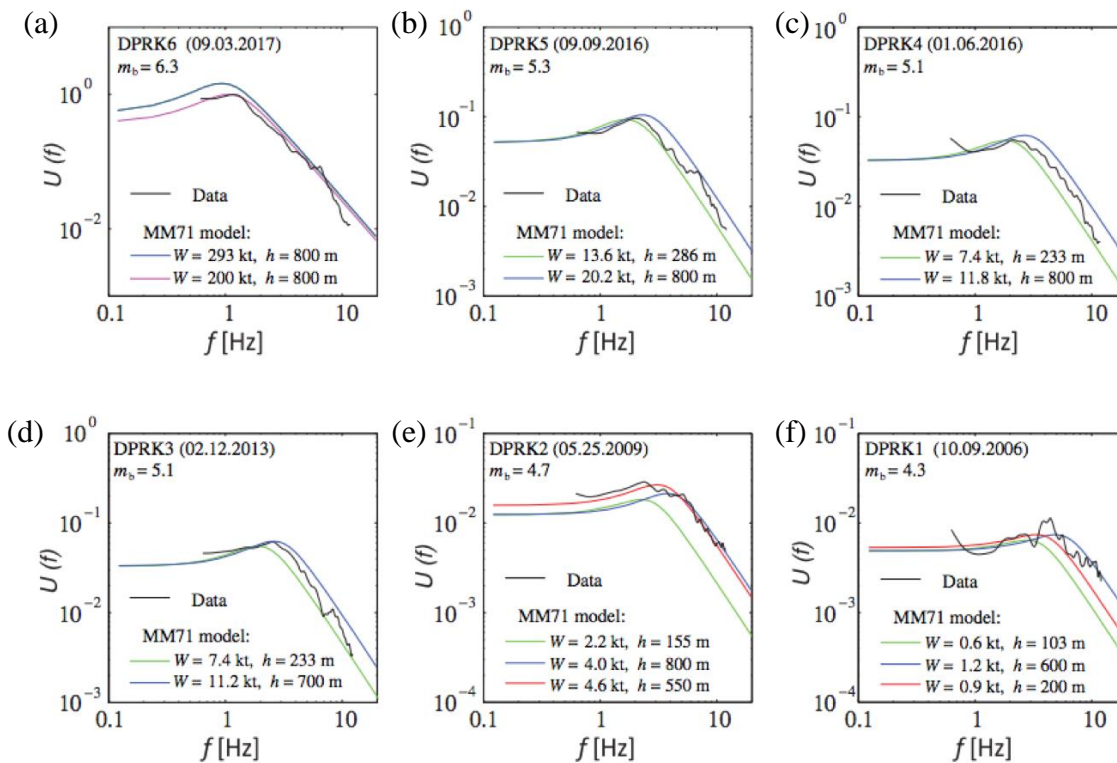 (a)
DPRK6 (09.03.2017)
mb = 6.3
10^0
10^-2
U (f)
Data
MM71 model:
W = 293 kt, h = 800 m
W = 200 kt, h = 800 m
0.1
1
10
f [Hz]
(b)
10^0
DPRK5 (09.09.2016)
mb = 5.3
10^-1
10^-2
10^-3
U (f)
Data
MM71 model:
W = 13.6 kt, h = 286 m
W = 20.2 kt, h = 800 m
0.1
1
10
f [Hz]
(c)
10^0
DPRK4 (01.06.2016)
mb = 5.1
10^-1
10^-2
10^-3
U (f)
Data
MM71 model:
W = 7.4 kt, h = 233 m
W = 11.8 kt, h = 800 m
0.1
1
10
f [Hz]
(d)
10^0
DPRK3 (02.12.2013)
mb = 5.1
10^-1
10^-2
10^-3
U (f)
Data
MM71 model:
W = 7.4 kt, h = 233 m
W = 11.2 kt, h = 700 m
0.1
1
10
f [Hz]
(e)
10^-1
DPRK2 (05.25.2009)
mb = 4.7
10^-2
10^-3
10^-4
U (f)
Data
MM71 model:
W = 2.2 kt, h = 155 m
W = 4.0 kt, h = 800 m
W = 4.6 kt, h = 550 m
0.1
1
10
f [Hz]
(f)
10^-1
DPRK1 (10.09.2006)
mb = 4.3
10^-2
10^-3
10^-4
U (f)
Data
MM71 model:
W = 0.6 kt, h = 103 m
W = 1.2 kt, h = 600 m
W = 0.9 kt, h = 200 m
0.1
1
10
f [Hz]